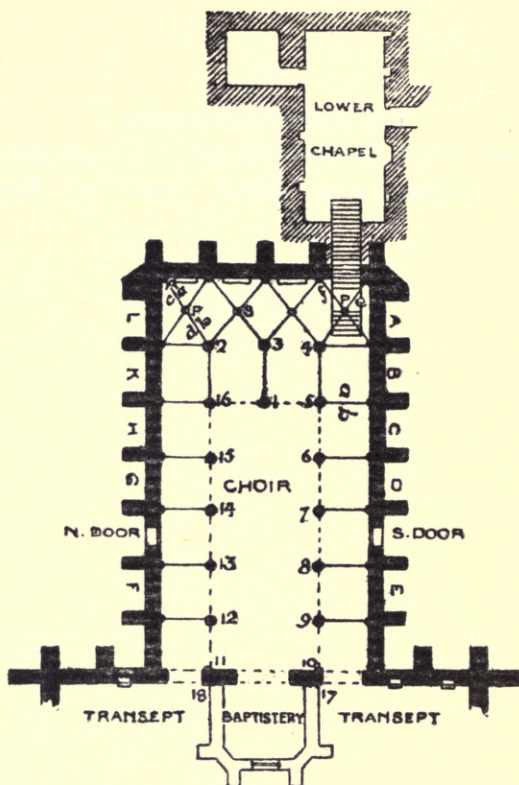 LOWER
CHAPEL
c a
P
d b
S
f
P
L
A
2
3
4
K
B
16
1
5
a
b
H
C
15
6
CHOIR
G
D
14
7
N. DOOR
S. DOOR
13
8
F
E
12
9
11
10
18
17
TRANSEPT
BAPTISTERY
TRANSEPT